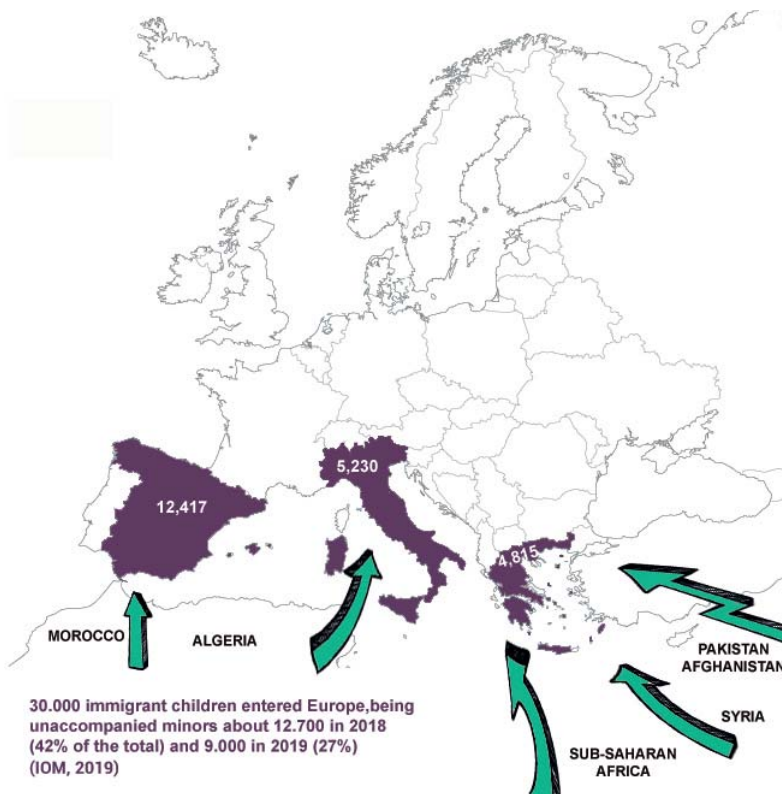 5,230
12,417
4,815
MOROCCO
ALGERIA
PAKISTAN
AFGHANISTAN
SYRIA
SUB-SAHARAN
AFRICA
30.000 immigrant children entered Europe,being
unaccompanied minors about 12.700 in 2018
(42% of the total) and 9.000 in 2019 (27%)
(IOM, 2019)